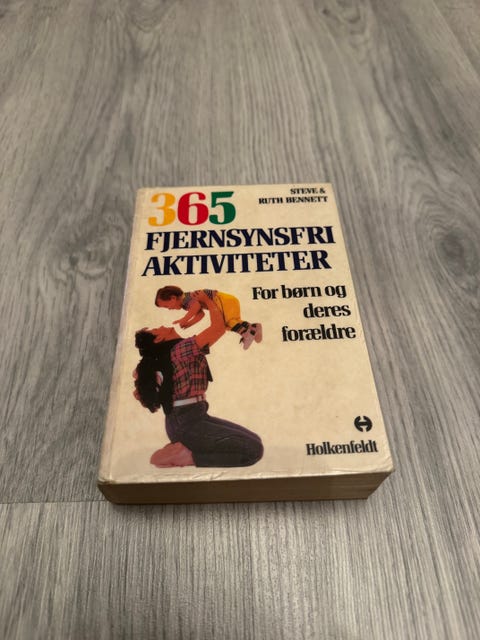 365
STEVE &
RUTH BENNETT
FJERNSYNSFRI
AKTIVITETER
For børn og
deres
forældre
Holkenfeldt